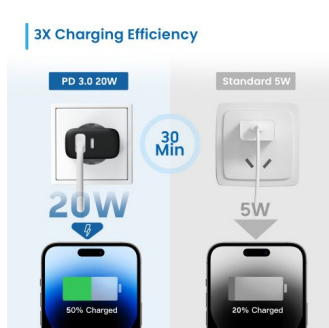 3X Charging Efficiency
PD 3.0 20W
Standard 5W
30
Min
20W
5W
50% Charged
20% Charged